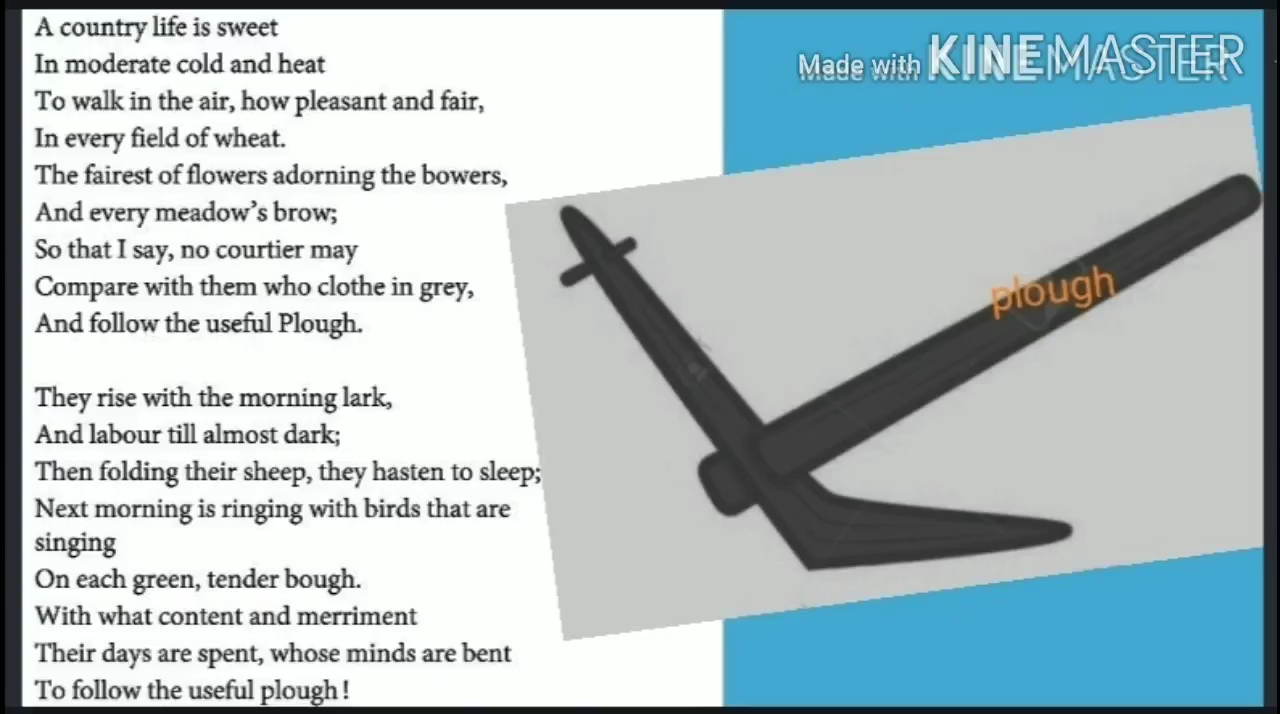 A country life is sweet
In moderate cold and heat
To walk in the air, how pleasant and fair,
In every field of wheat.
The fairest of flowers adorning the bowers,
And every meadow's brow;
So that I say, no courtier may
Compare with them who clothe in grey,
And follow the useful Plough.
They rise with the morning lark,
And labour till almost dark;
Then folding their sheep, they hasten to sleep;
Next morning is ringing with birds that are
singing
On each green, tender bough.
With what content and merriment
Their days are spent, whose minds are bent
To follow the useful plough!
Made with KINEMASTER
plough